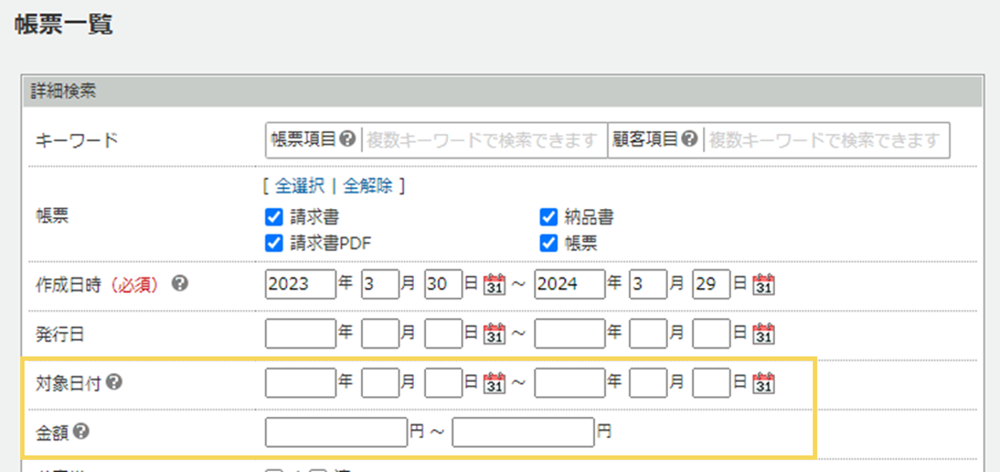 帳票一覧
詳細検索
キーワード 帳票項目 ? 複数キーワードで検索できます 顧客項目 ? 複数キーワードで検索できます
[ 全選択 | 全解除 ]
帳票
請求書 納品書
請求書PDF 帳票
作成日時 (必須) ? 2023 年 3 月 30 日 31 ～ 2024 年 3 月 29 日 31
発行日 年 月 日 31 ～ 年 月 日 31
対象日付 ? 年 月 日 31 ～ 年 月 日 31
金額 ? 円 ～ 円